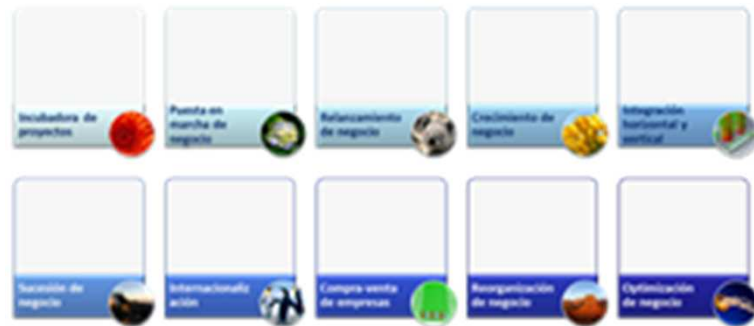 Incubadora de
proyectos
Puesta en
marcha de
negocio
Relanzamiento
de negocio
Crecimiento de
negocio
Integración
horizontal y
vertical
Sucesión de
negocio
Internacionaliz
ación
Compra-venta
de empresas
Reorganización
de negocio
Optimización
de negocio